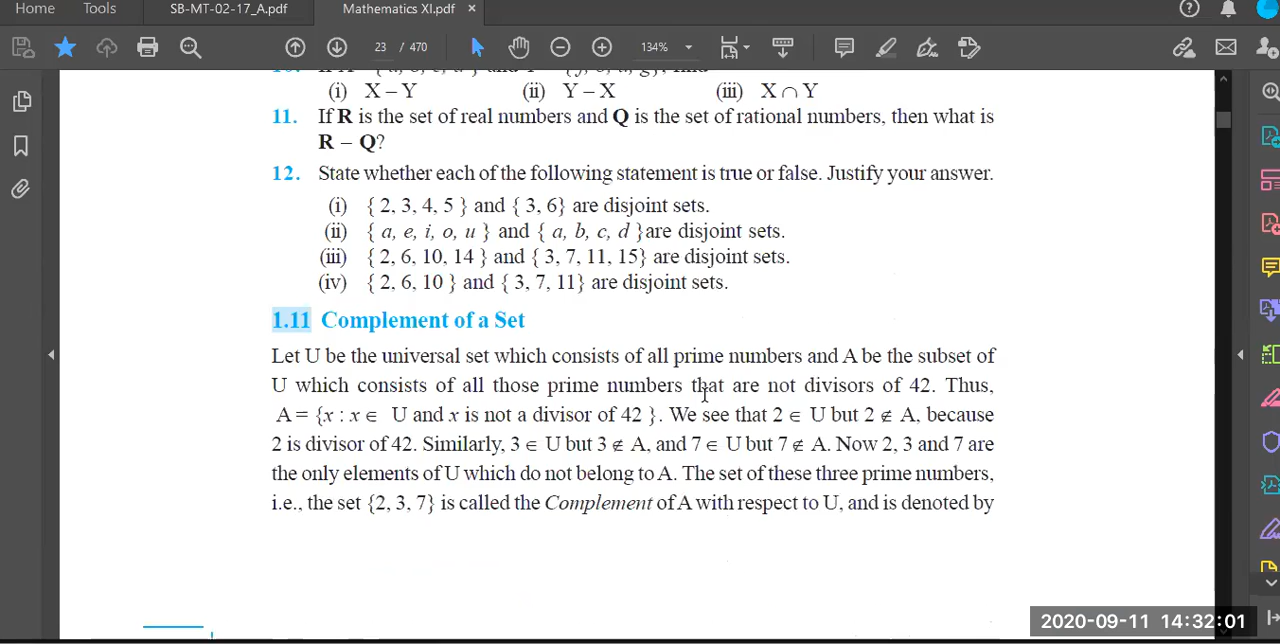 Home Tools SB-MT-02-17_A.pdf Mathematics XI.pdf ×
23 / 470 134%
(i) X – Y (ii) Y – X (iii) X ∩ Y
11. If R is the set of real numbers and Q is the set of rational numbers, then what is
R – Q?
12. State whether each of the following statement is true or false. Justify your answer.
(i) { 2, 3, 4, 5 } and { 3, 6} are disjoint sets.
(ii) { a, e, i, o, u } and { a, b, c, d }are disjoint sets.
(iii) { 2, 6, 10, 14 } and { 3, 7, 11, 15} are disjoint sets.
(iv) { 2, 6, 10 } and { 3, 7, 11} are disjoint sets.
1.11 Complement of a Set
Let U be the universal set which consists of all prime numbers and A be the subset of
U which consists of all those prime numbers that are not divisors of 42. Thus,
A = {x : x ∈ U and x is not a divisor of 42 }. We see that 2 ∈ U but 2 ∉ A, because
2 is divisor of 42. Similarly, 3 ∈ U but 3 ∉ A, and 7 ∈ U but 7 ∉ A. Now 2, 3 and 7 are
the only elements of U which do not belong to A. The set of these three prime numbers,
i.e., the set {2, 3, 7} is called the Complement of A with respect to U, and is denoted by
2020-09-11 14:32:01